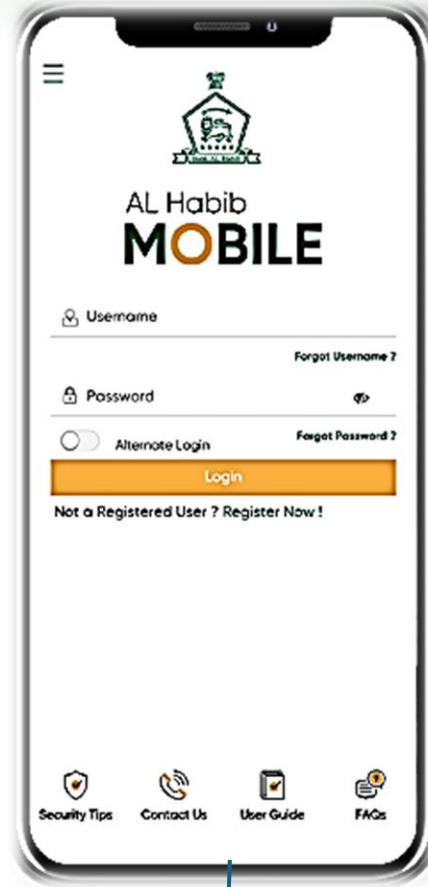 AL Habib
MOBILE
Username
Forgot Username ?
Password
Alternate Login
Forgot Password ?
Login
Not a Registered User ? Register Now !
Security Tips
Contact Us
User Guide
FAQs